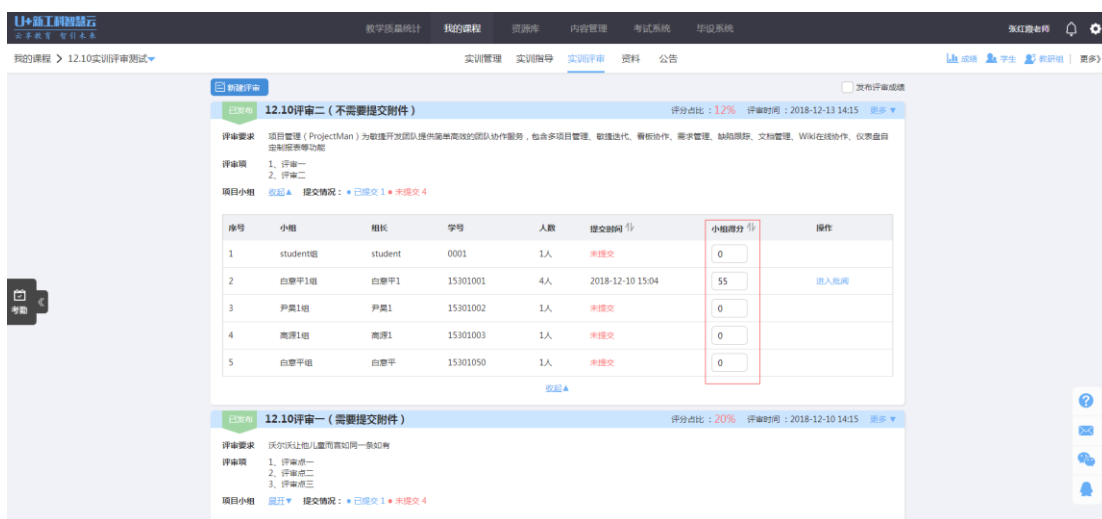 U+新工科智慧云
云享教育 智引未来
教学质量统计 我的课程 资源库 内容管理 考试系统 毕设系统 张红霞老师
我的课程 > 12.10实训评审测试 实训管理 实训指导 实训评审 资料 公告 成绩 学生 教研组 更多
新建评审 发布评审成绩
已发布 12.10评审二(不需要提交附件) 评分占比:12% 评审时间:2018-12-13 14:15 更多
评审要求 项目管理(ProjectMan)为敏捷开发团队提供简单高效的团队协作服务,包含多项目管理、敏捷迭代、看板协作、需求管理、缺陷跟踪、文档管理、Wiki在线协作、仪表盘自
定制报表等功能
评审项 1、评审一
2、评审二
项目小组 收起 提交情况: 已提交 1 未提交 4
序号 小组 组长 学号 人数 提交时间 小组得分 操作
1 student组 student 0001 1人 未提交 0
2 白意平1组 白意平1 15301001 4人 2018-12-10 15:04 55 进入批阅
3 尹昊1组 尹昊1 15301002 1人 未提交 0
4 高源1组 高源1 15301003 1人 未提交 0
5 白意平组 白意平 15301050 1人 未提交 0
收起
考勤
已发布 12.10评审一(需要提交附件) 评分占比:20% 评审时间:2018-12-10 14:15 更多
评审要求 沃尔沃让他儿童而言如同一条如有
评审项 1、评审点一
2、评审点二
3、评审点三
项目小组 展开 提交情况: 已提交 1 未提交 4